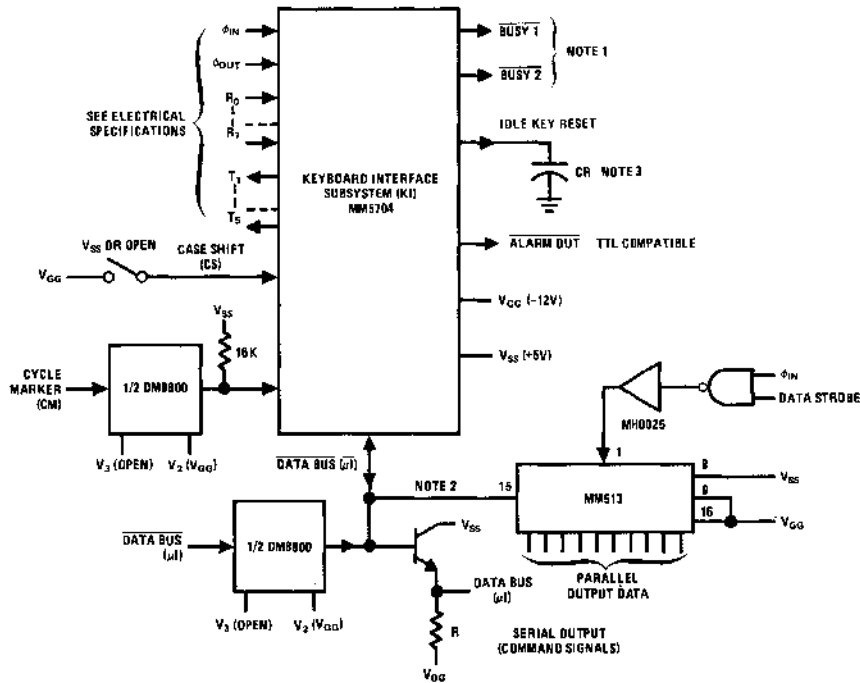 ϕIN
ϕOUT
R0
R7
T1
T5
SEE ELECTRICAL
SPECIFICATIONS
BUSY 1
BUSY 2
NOTE 1
IDLE KEY RESET
CR NOTE 3
KEYBOARD INTERFACE
SUBSYSTEM (KI)
MM5704
ALARM OUT TTL COMPATIBLE
VSS OR OPEN
CASE SHIFT
(CS)
VGG
VGG (-12V)
VSS (+5V)
VSS
16K
CYCLE
MARKER
(CM)
1/2 DM8800
V3 (OPEN)
V2 (VGG)
ϕIN
DATA STROBE
MH0025
1
DATA BUS (μI)
NOTE 2
15
MM513
8
VSS
9
16
VGG
PARALLEL
OUTPUT DATA
DATA BUS
(μI)
1/2 DM8800
VSS
V3 (OPEN)
V2 (VGG)
DATA BUS
(μI)
R
VGG
SERIAL OUTPUT
(COMMAND SIGNALS)